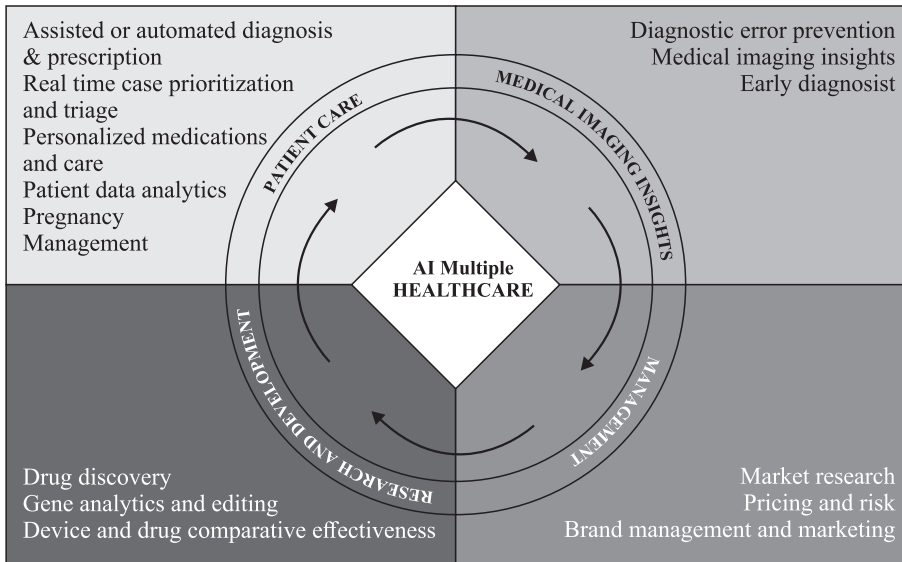 Assisted or automated diagnosis
& prescription
Real time case prioritization
and triage
Personalized medications
and care
Patient data analytics
Pregnancy
Management
Diagnostic error prevention
Medical imaging insights
Early diagnosist
PATIENT CARE
MEDICAL IMAGING INSIGHTS
AI Multiple
HEALTHCARE
RESEARCH AND DEVELOPMENT
MANAGEMENT
Drug discovery
Gene analytics and editing
Device and drug comparative effectiveness
Market research
Pricing and risk
Brand management and marketing